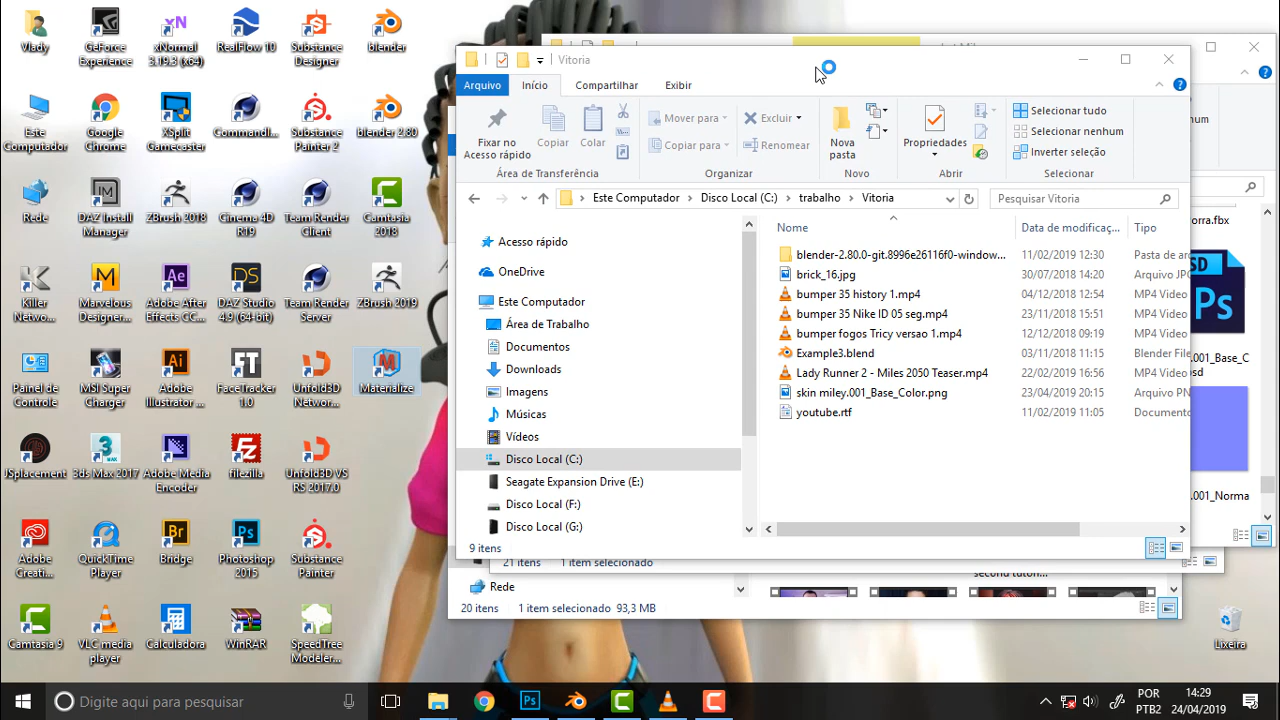 Vlady
GeForce
Experience
xNormal
3.19.3 (x64)
RealFlow 10
Substance
Designer
blender
Este
Computador
Google
Chrome
XSplit
Gamecaster
Commandl...
Substance
Painter 2
blender 2.80
Rede
DAZ Install
Manager
ZBrush 2018
Cinema 4D
R19
Team Render
Client
Camtasia
2018
Killer
Netwo...
Marvelous
Designer...
Adobe After
Effects CC...
DAZ Studio
4.9 (64-bit)
Team Render
Server
ZBrush 2019
Painel de
Controle
MSI Super
Charger
Adobe
Illustrator ...
FaceTracker
1.0
Unfold3D
Networ...
Materialize
JSplacement
3ds Max 2017
Adobe Media
Encoder
filezilla
Unfold3D VS
RS 2017.0
Adobe
Creati...
QuickTime
Player
Bridge
Photoshop
2015
Substance
Painter
Camtasia 9
VLC media
player
Calculadora
WinRAR
SpeedTree
Modeler...
Lixeira
Vitoria
Arquivo
Início
Compartilhar
Exibir
Fixar no
Acesso rápido
Copiar
Colar
Mover para
Copiar para
Excluir
Renomear
Nova
pasta
Propriedades
Selecionar tudo
Selecionar nenhum
Inverter seleção
Área de Transferência
Organizar
Novo
Abrir
Selecionar
Este Computador
Disco Local (C:)
trabalho
Vitoria
Pesquisar Vitoria
Acesso rápido
OneDrive
Este Computador
Área de Trabalho
Documentos
Downloads
Imagens
Músicas
Vídeos
Disco Local (C:)
Seagate Expansion Drive (E:)
Disco Local (F:)
Disco Local (G:)
Nome
Data de modificaç...
Tipo
blender-2.80.0-git.8996e26116f0-window...
11/02/2019 12:30
Pasta de ar
brick_16.jpg
30/07/2018 14:20
Arquivo JPG
bumper 35 history 1.mp4
04/12/2018 12:54
MP4 Video
bumper 35 Nike ID 05 seg.mp4
23/11/2018 15:51
MP4 Video
bumper fogos Tricy versao 1.mp4
12/12/2018 09:19
MP4 Video
Example3.blend
03/11/2018 11:15
Blender File
Lady Runner 2 - Miles 2050 Teaser.mp4
22/02/2019 16:56
MP4 Video
skin miley.001_Base_Color.png
23/04/2019 20:15
Arquivo PN
youtube.rtf
11/02/2019 11:05
Documento
9 itens
21 itens
1 item selecionado
Rede
second tutori...
20 itens
1 item selecionado 93,3 MB
num
rra.fbx
SD
Ps
.001_Base_C
sd
.001_Norma
Digite aqui para pesquisar
POR
PTB2
14:29
24/04/2019